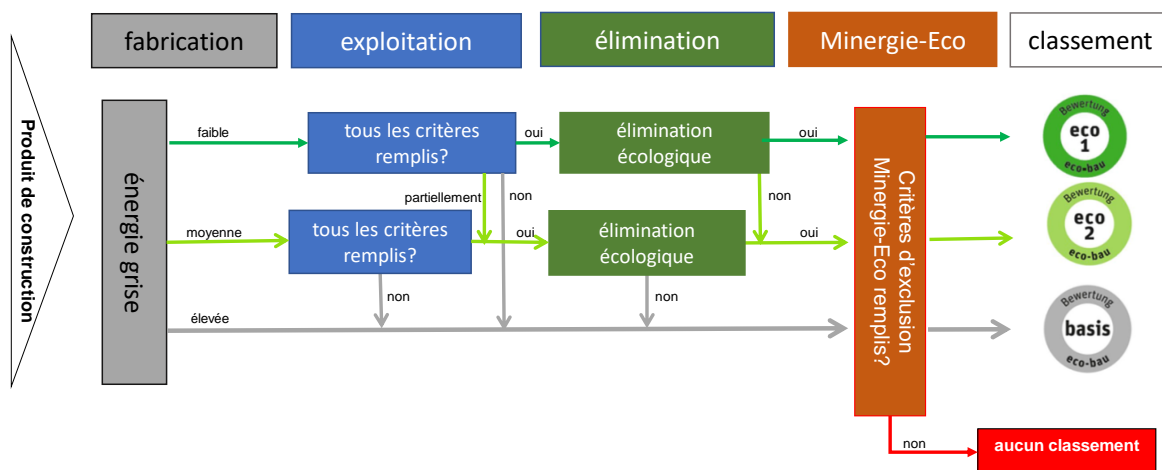 fabrication
exploitation
élimination
Minergie-Eco
classement
Produit de construction
énergie grise
faible
tous les critères
remplis?
oui
élimination
écologique
oui
Bewertung
eco
1
eco-bau
partiellement
non
non
moyenne
tous les critères
remplis?
oui
élimination
écologique
oui
Critères d'exclusion
Minergie-Eco remplis?
Bewertung
eco
2
eco-bau
non
non
élevée
Bewertung
basis
eco-bau
non
aucun classement